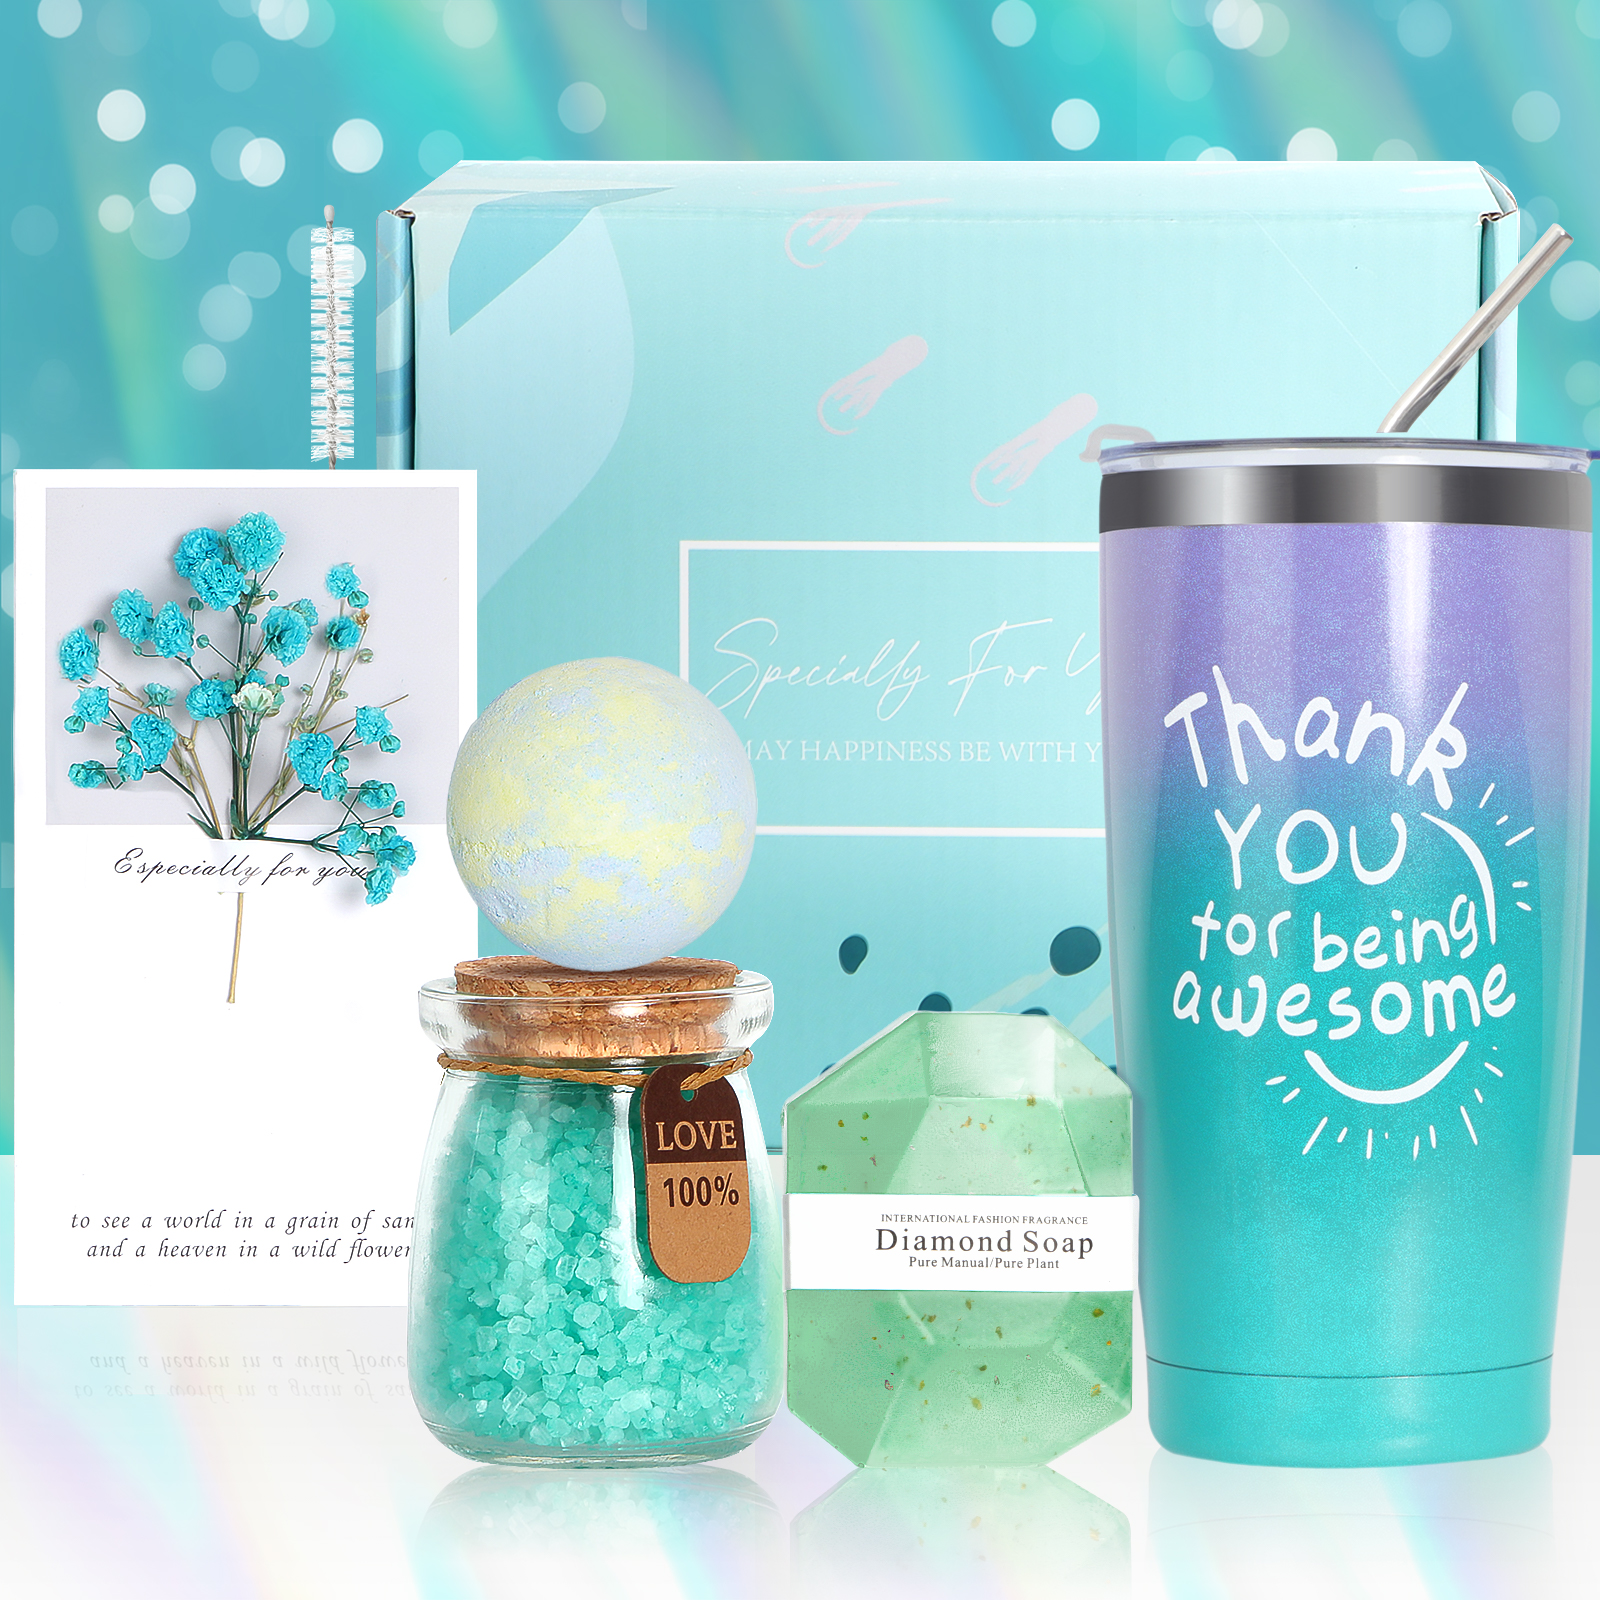 Specially For
MAY HAPPINESS BE WITH
Thank
YOU
for being
awesome
Especially for you
LOVE
100%
to see a world in a grain of san
and a heaven in a wild flower
INTERNATIONAL FASHION FRAGRANCE
Diamond Soap
Pure Manual/Pure Plant